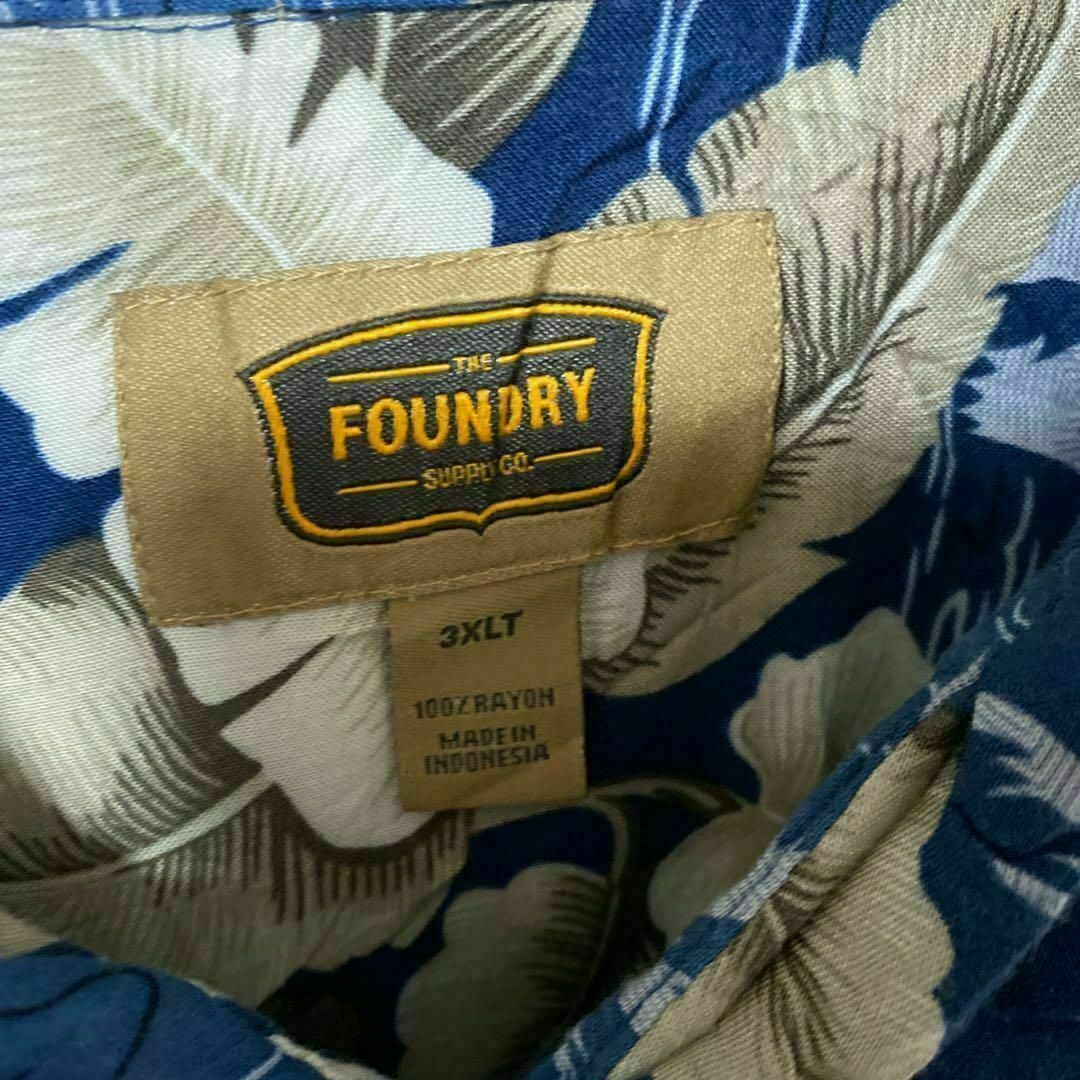 THE
FOUNDRY
SUPPLY CO.
3XLT
100% RAYON
MADE IN
INDONESIA